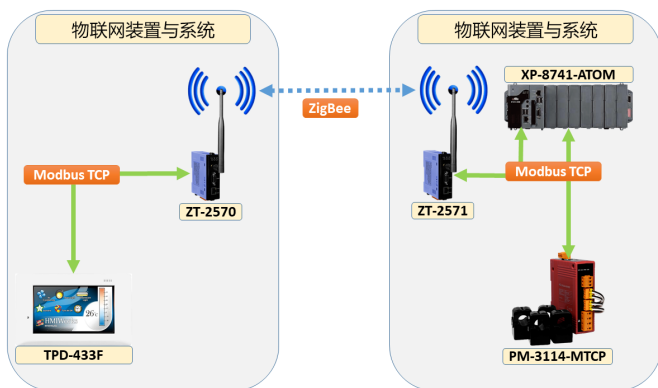 物联网装置与系统
物联网装置与系统
XP-8741-ATOM
ZigBee
Modbus TCP
Modbus TCP
ZT-2570
ZT-2571
26
TPD-433F
PM-3114-MTCP